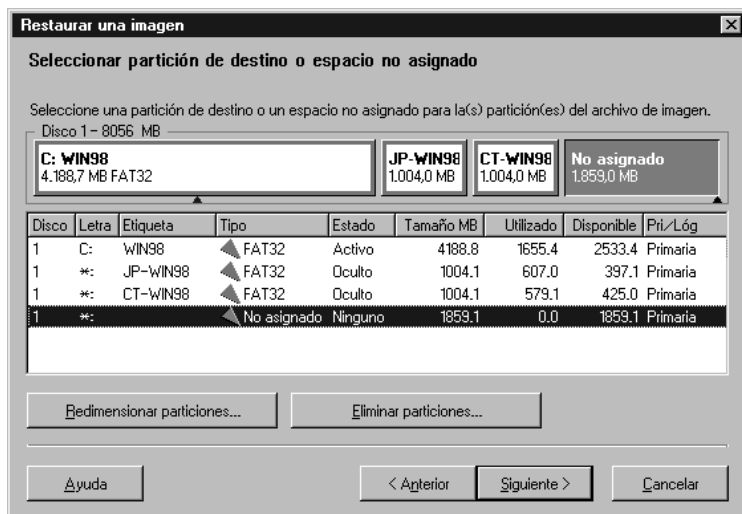 Restaurar una imagen
Seleccionar partición de destino o espacio no asignado
Seleccione una partición de destino o un espacio no asignado para la(s) partición(es) del archivo de imagen.
Disco 1 - 8056 MB
C: WIN98 JP-WIN98 CT-WIN98 No asignado
4.188,7 MB FAT32 1.004,0 MB 1.004,0 MB 1.859,0 MB
Disco Letra Etiqueta Tipo Estado Tamaño MB Utilizado Disponible Pri/Lóg
1 C: WIN98 FAT32 Activo 4188.8 1655.4 2533.4 Primaria
1 *: JP-WIN98 FAT32 Oculto 1004.1 607.0 397.1 Primaria
1 *: CT-WIN98 FAT32 Oculto 1004.1 579.1 425.0 Primaria
1 *: No asignado Ninguno 1859.1 0.0 1859.1 Primaria
Redimensionar particiones... Eliminar particiones...
Ayuda < Anterior Siguiente > Cancelar